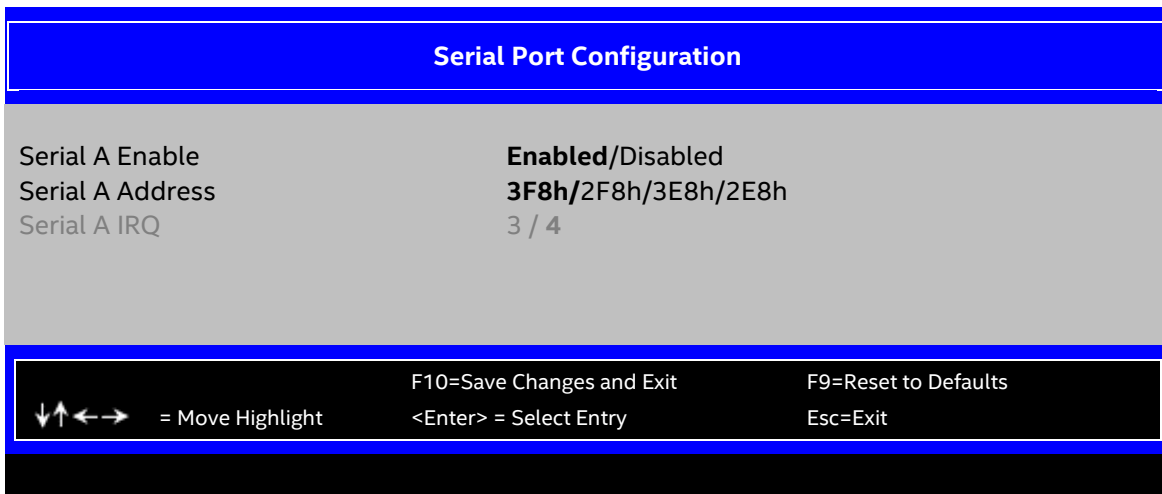 Serial Port Configuration
Serial A Enable Enabled/Disabled
Serial A Address 3F8h/2F8h/3E8h/2E8h
Serial A IRQ 3 / 4
F10=Save Changes and Exit F9=Reset to Defaults
↓↑←→ = Move Highlight <Enter> = Select Entry Esc=Exit